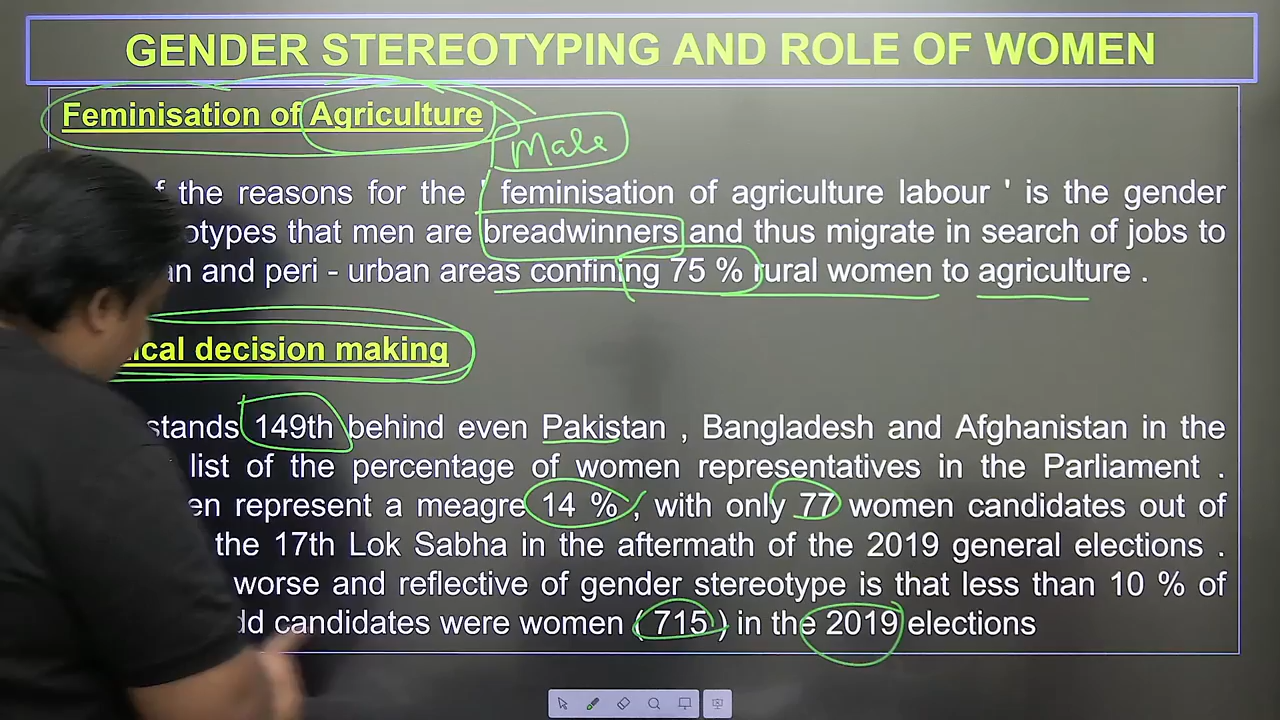 GENDER STEREOTYPING AND ROLE OF WOMEN
Feminisation of Agriculture
Male
the reasons for the ' feminisation of agriculture labour ' is the gender
that men are breadwinners and thus migrate in search of jobs to
and peri - urban areas confining 75 % rural women to agriculture .
decision making
stands 149th behind even Pakistan , Bangladesh and Afghanistan in the
list of the percentage of women representatives in the Parliament .
represent a meagre 14 % , with only 77 women candidates out of
the 17th Lok Sabha in the aftermath of the 2019 general elections .
worse and reflective of gender stereotype is that less than 10 % of
candidates were women ( 715 ) in the 2019 elections